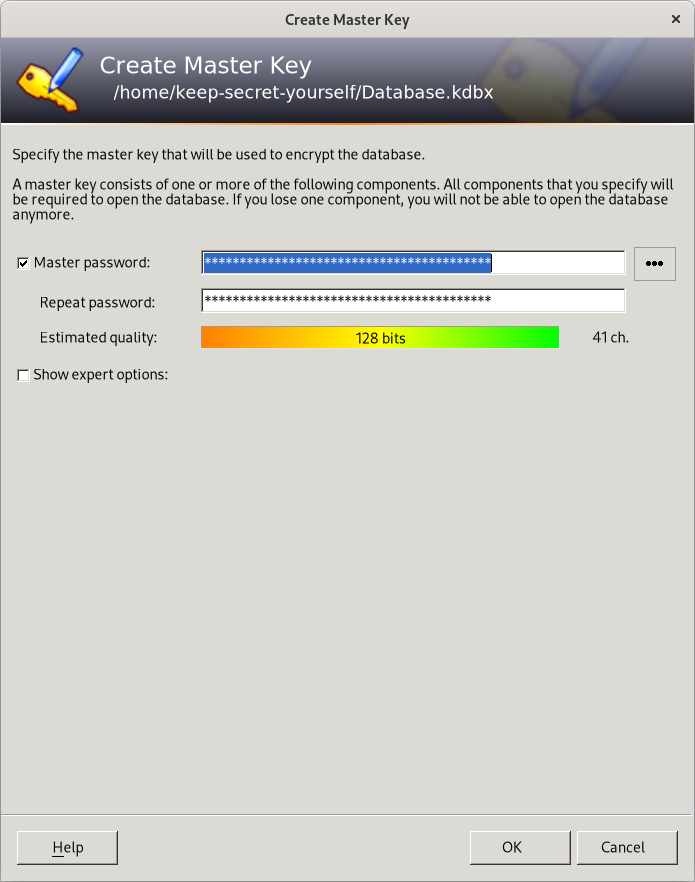 Create Master Key
Create Master Key
/home/keep-secret-yourself/Database.kdbx
Specify the master key that will be used to encrypt the database.
A master key consists of one or more of the following components. All components that you specify will
be required to open the database. If you lose one component, you will not be able to open the database
anymore.
Master password: *****************************************
Repeat password: *****************************************
Estimated quality: 128 bits 41 ch.
Show expert options:
Help OK Cancel